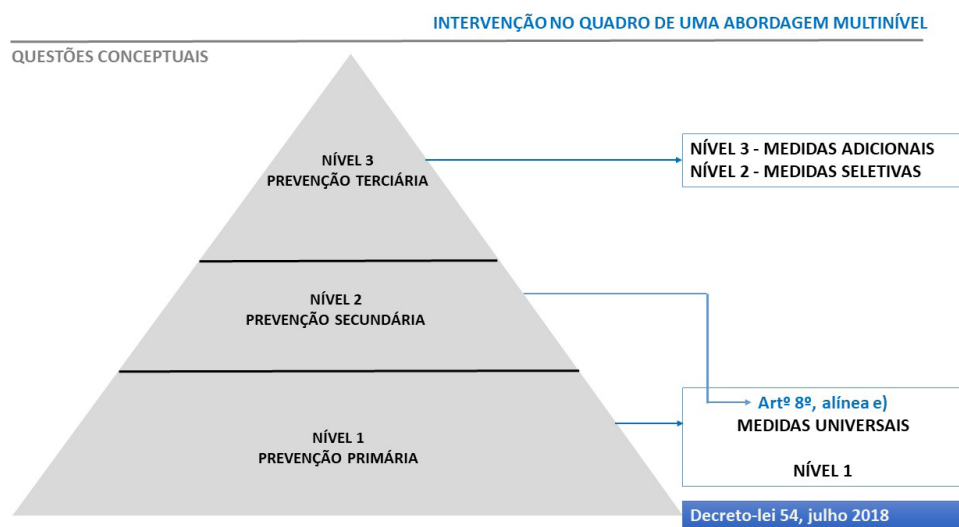 INTERVENÇÃO NO QUADRO DE UMA ABORDAGEM MULTINÍVEL
QUESTÕES CONCEPTUAIS
NÍVEL 3
PREVENÇÃO TERCIÁRIA
NÍVEL 3 - MEDIDAS ADICIONAIS
NÍVEL 2 - MEDIDAS SELETIVAS
NÍVEL 2
PREVENÇÃO SECUNDÁRIA
NÍVEL 1
PREVENÇÃO PRIMÁRIA
Artº 8º, alínea e)
MEDIDAS UNIVERSAIS
NÍVEL 1
Decreto-lei 54, julho 2018